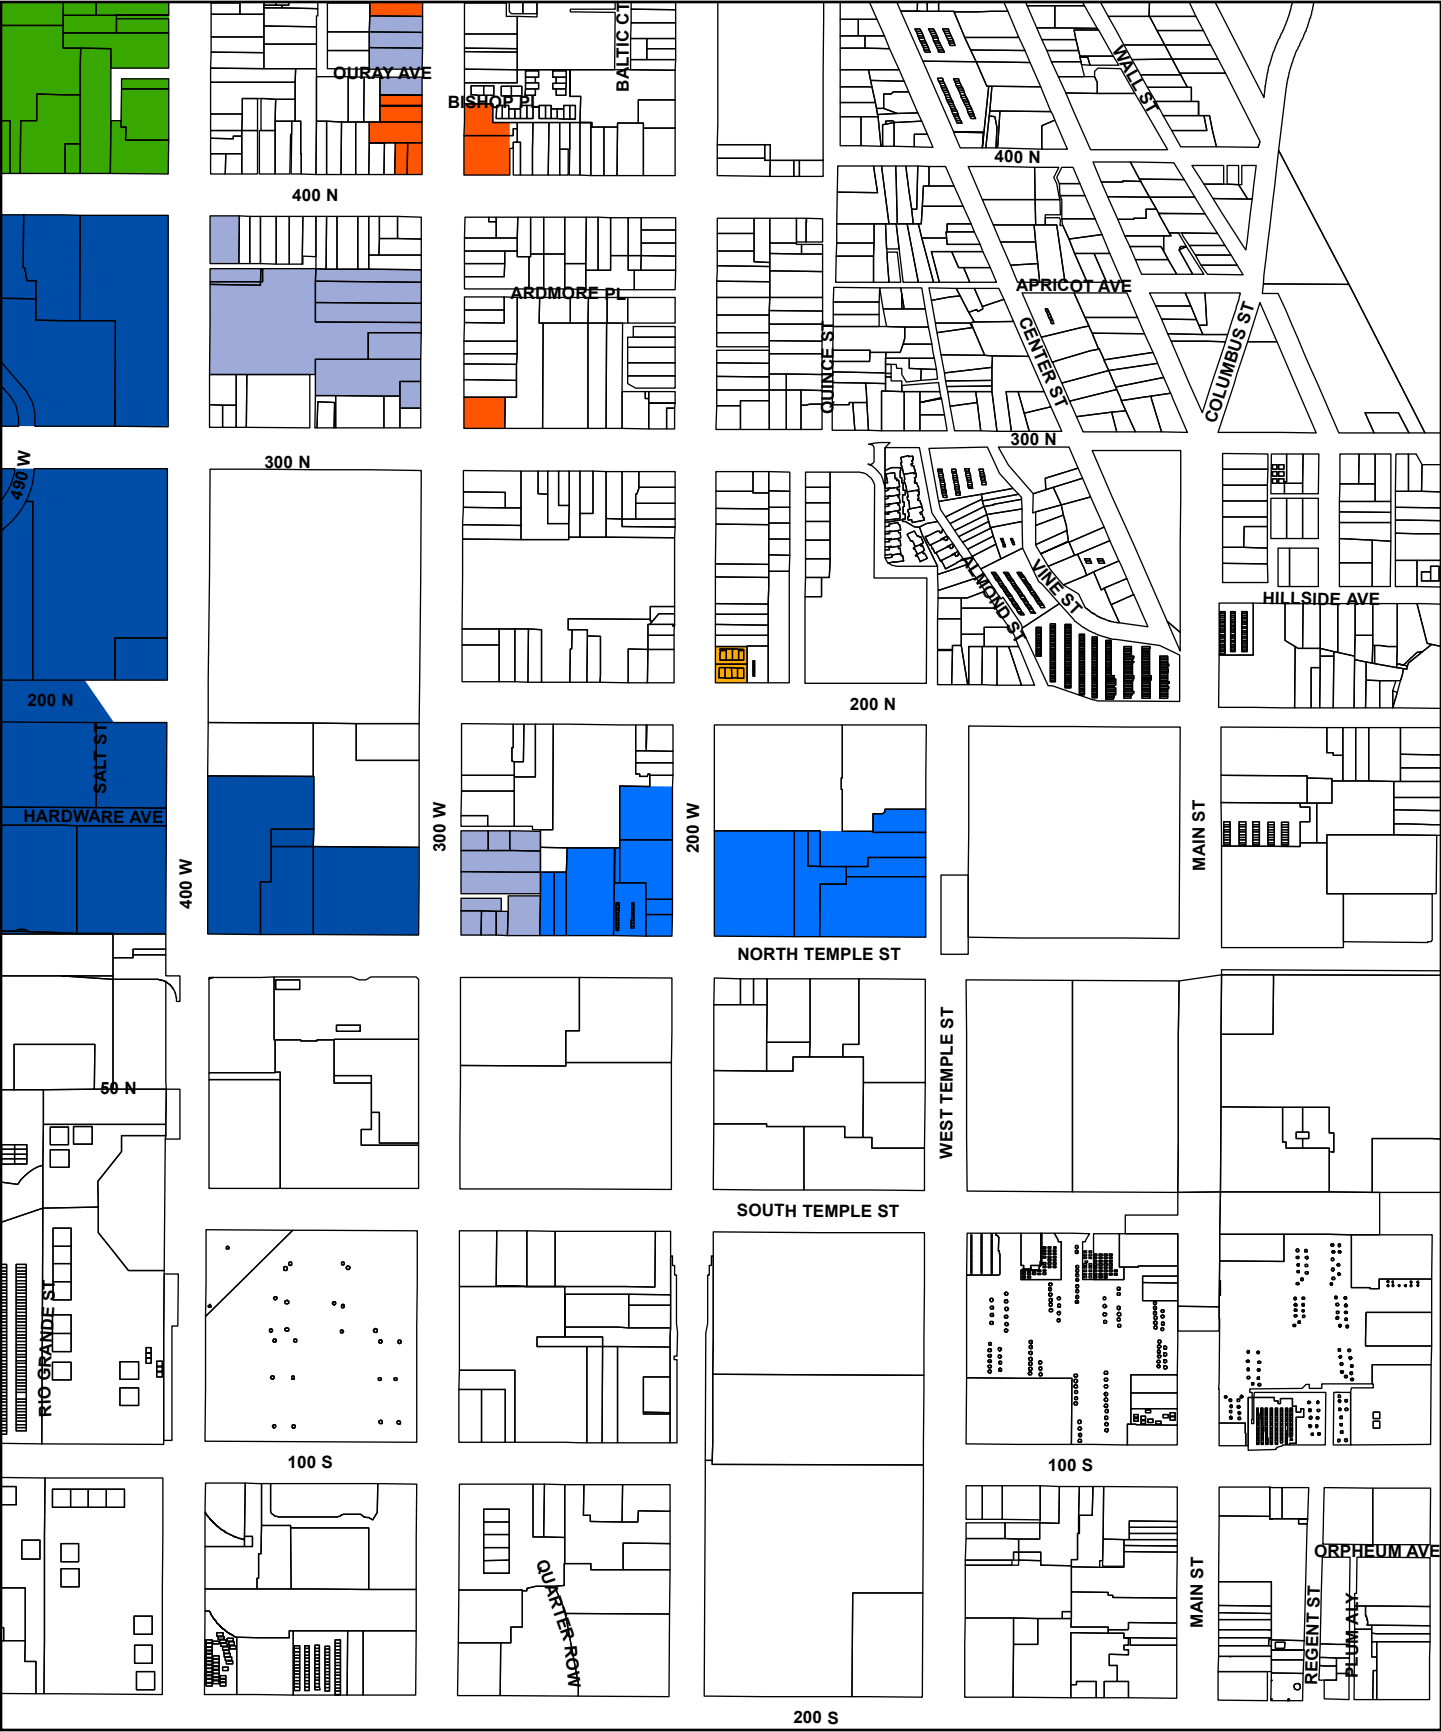 BALTIC CT
OURAY AVE
WALL ST
BISHOP PL
400 N
400 N
APRICOT AVE
ARDMORE PL
COLUMBUS ST
CENTER ST
QUINCE ST
300 N
300 N
490 W
ALMOND ST
VINE ST
HILLSIDE AVE
200 N
200 N
SALT ST
HARDWARE AVE
300 W
200 W
MAIN ST
400 W
NORTH TEMPLE ST
WEST TEMPLE ST
50 N
SOUTH TEMPLE ST
RIO GRANDE ST
100 S
100 S
ORPHEUM AVE
QUARTER ROW
MAIN ST
REGENT ST
PLUM ALY
200 S